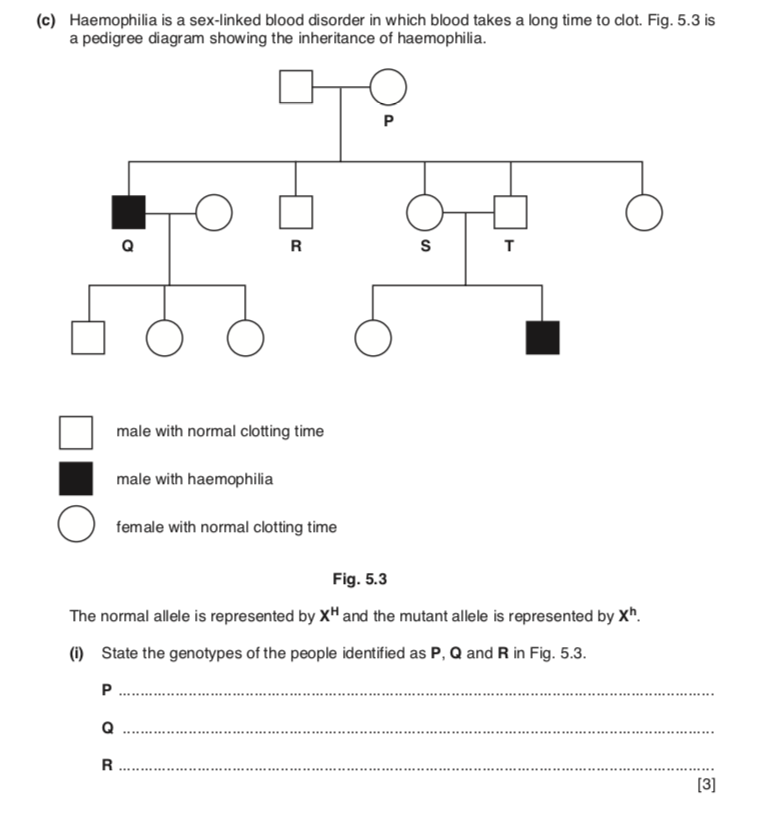 (c) Haemophilia is a sex-linked blood disorder in which blood takes a long time to clot. Fig. 5.3 is
a pedigree diagram showing the inheritance of haemophilia.
P
Q R S T
male with normal clotting time
male with haemophilia
female with normal clotting time
Fig. 5.3
The normal allele is represented by Xᴴ and the mutant allele is represented by Xʰ.
(i) State the genotypes of the people identified as P, Q and R in Fig. 5.3.
P ........................................................................
Q ........................................................................
R ........................................................................
[3]